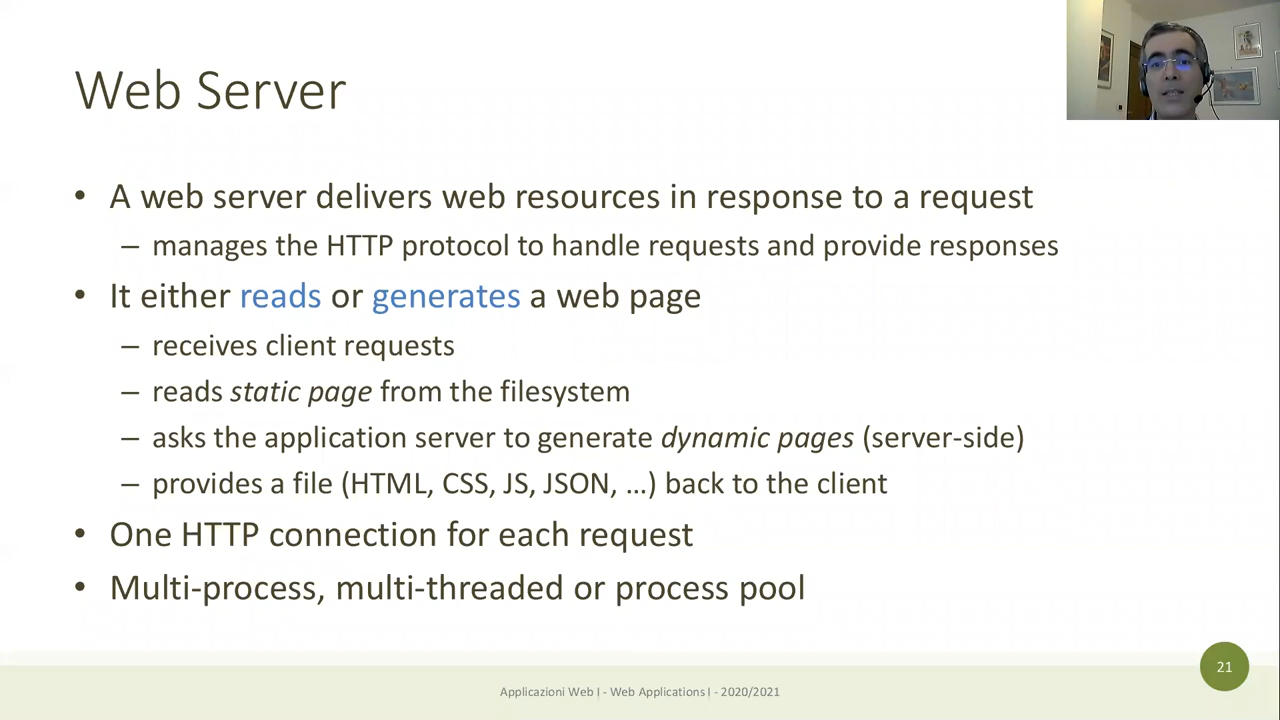 Web Server
• A web server delivers web resources in response to a request
– manages the HTTP protocol to handle requests and provide responses
• It either reads or generates a web page
– receives client requests
– reads static page from the filesystem
– asks the application server to generate dynamic pages (server-side)
– provides a file (HTML, CSS, JS, JSON, …) back to the client
• One HTTP connection for each request
• Multi-process, multi-threaded or process pool
21
Applicazioni Web I - Web Applications I - 2020/2021